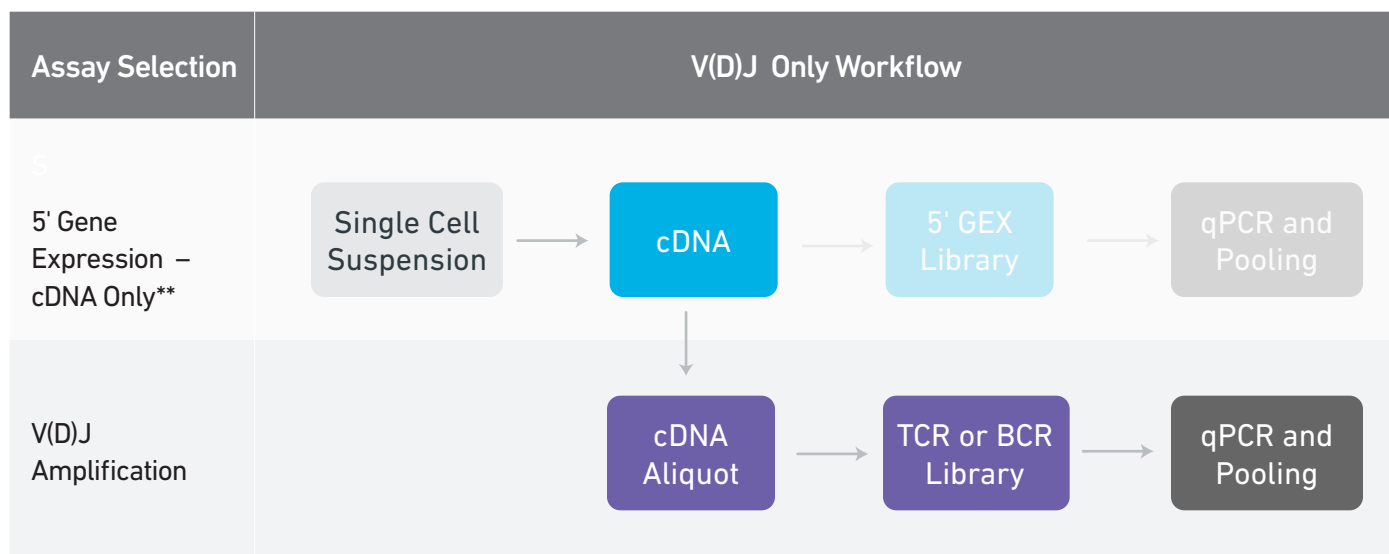 Assay Selection
V(D)J Only Workflow
S
5' Gene
Expression –
cDNA Only**
Single Cell
Suspension
cDNA
5' GEX
Library
qPCR and
Pooling
V(D)J
Amplification
cDNA
Aliquot
TCR or BCR
Library
qPCR and
Pooling